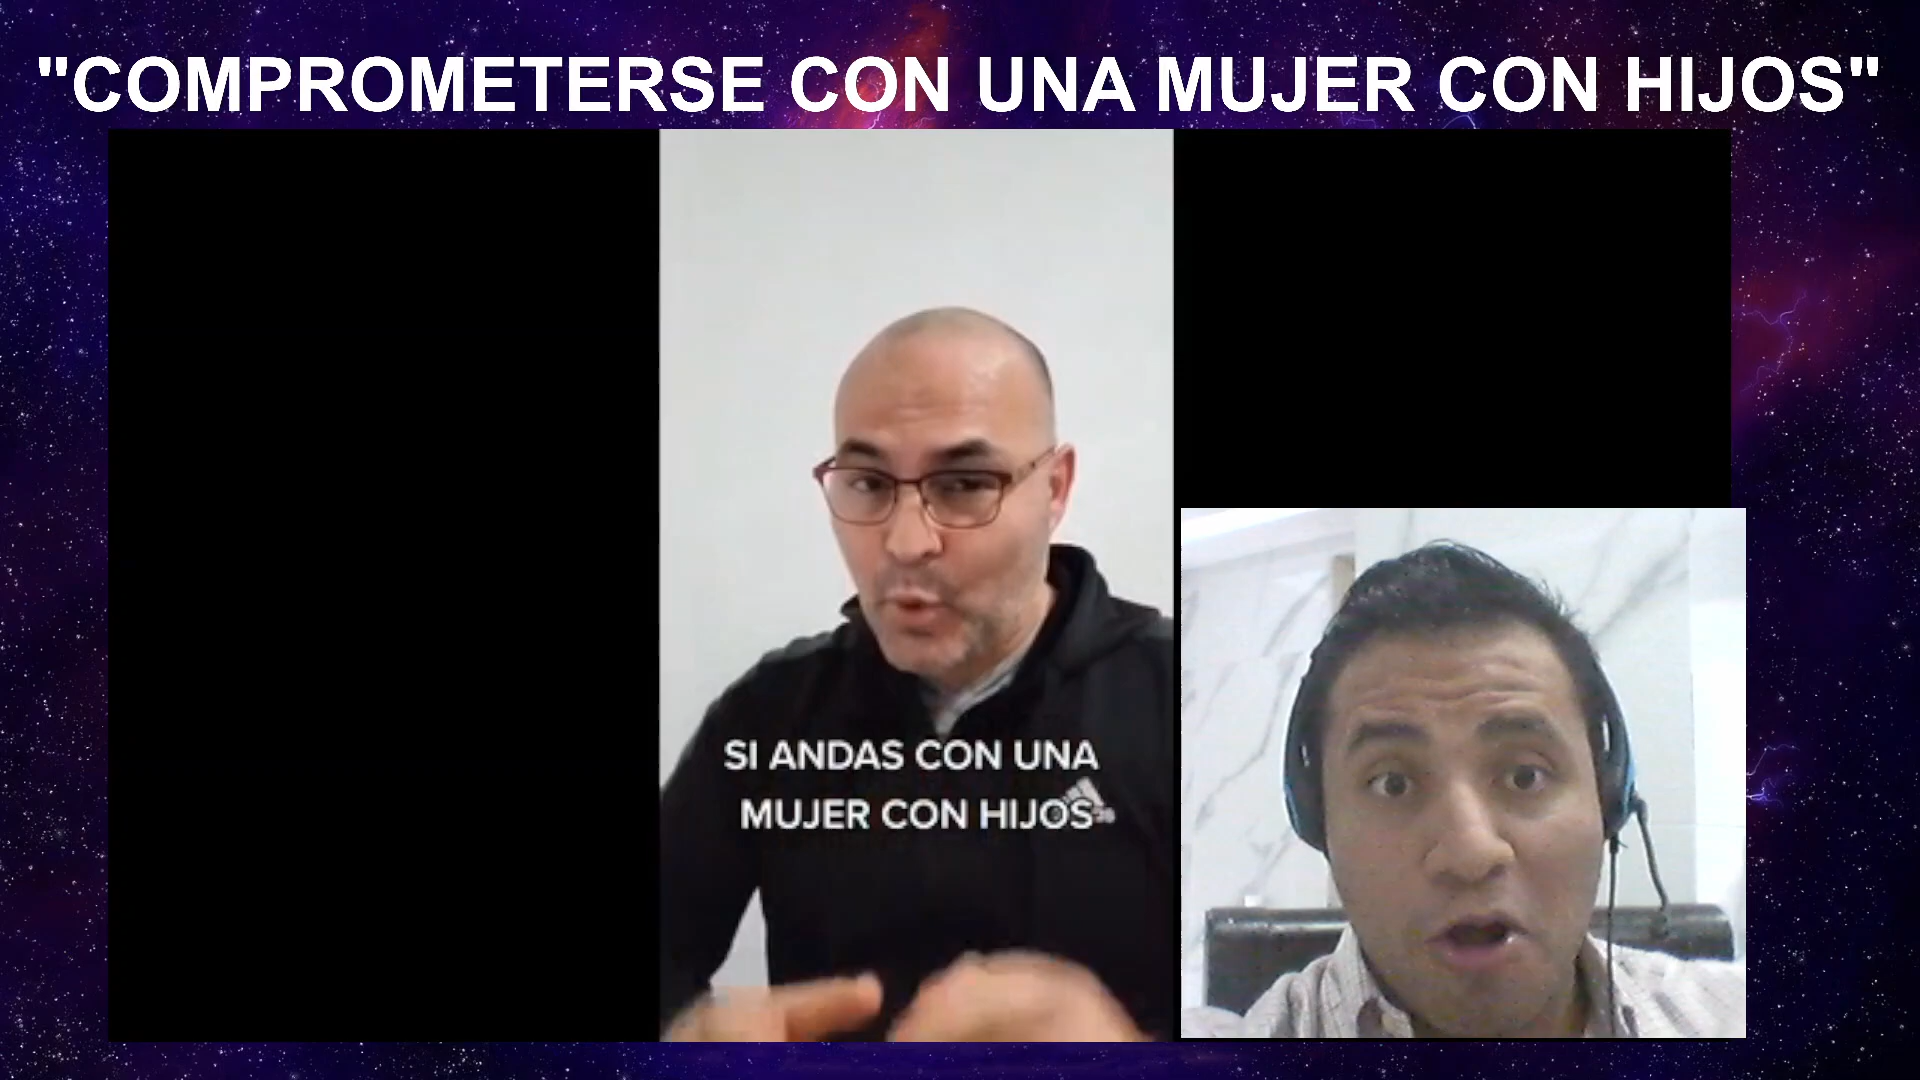 "COMPROMETERSE CON UNA MUJER CON HIJOS"
SI ANDAS CON UNA
MUJER CON HIJOS